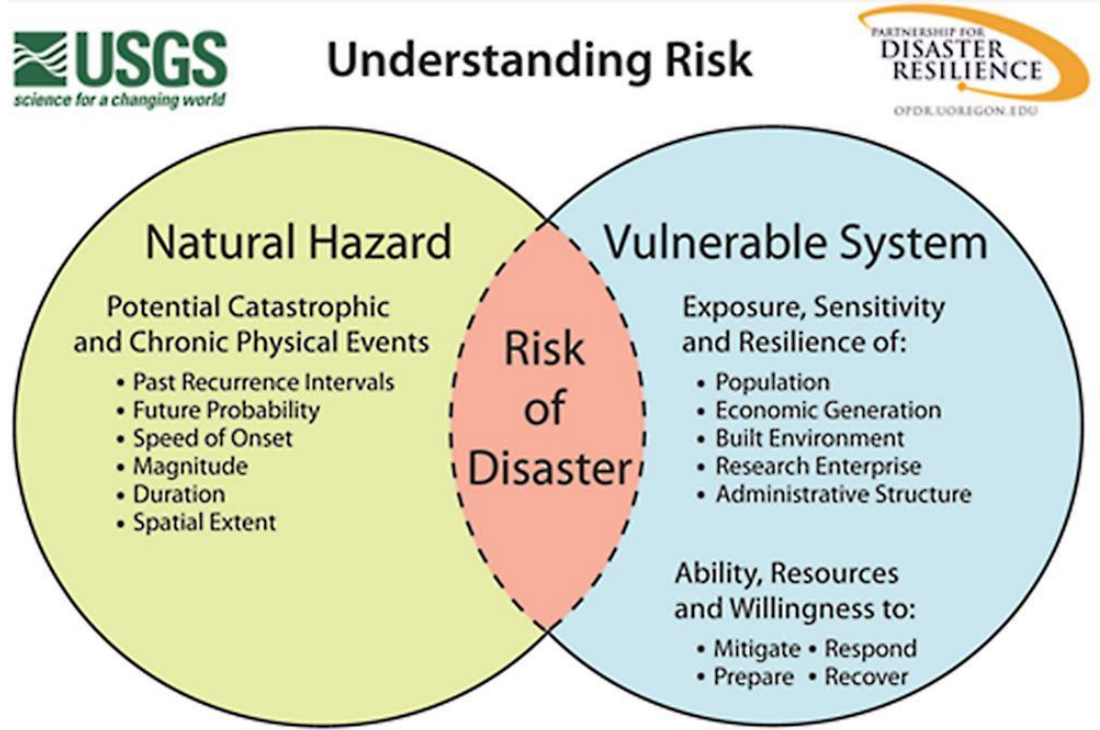 USGS
science for a changing world
Understanding Risk
PARTNERSHIP FOR
DISASTER
RESILIENCE
OPDR.UOREGON.EDU
Natural Hazard
Potential Catastrophic
and Chronic Physical Events
• Past Recurrence Intervals
• Future Probability
• Speed of Onset
• Magnitude
• Duration
• Spatial Extent
Risk
of
Disaster
Vulnerable System
Exposure, Sensitivity
and Resilience of:
• Population
• Economic Generation
• Built Environment
• Research Enterprise
• Administrative Structure
Ability, Resources
and Willingness to:
• Mitigate • Respond
• Prepare • Recover